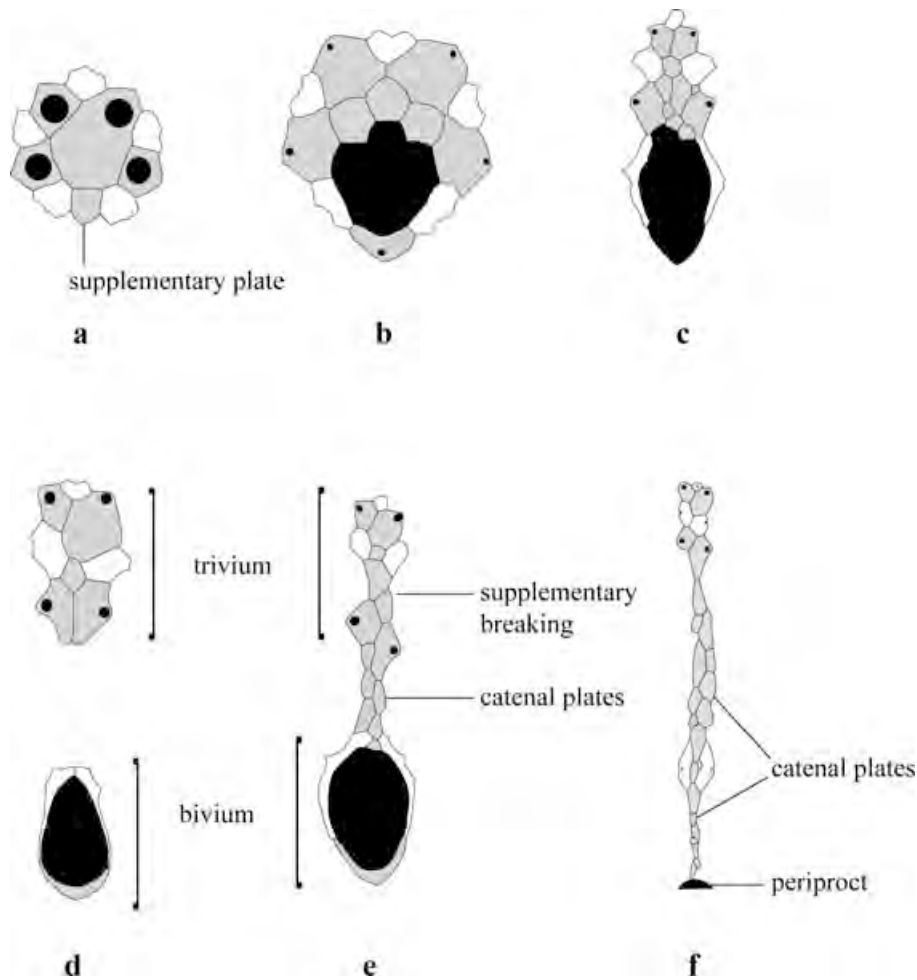 supplementary plate
a
b
c
trivium
supplementary
breaking
catenal plates
bivium
catenal plates
periproct
d
e
f